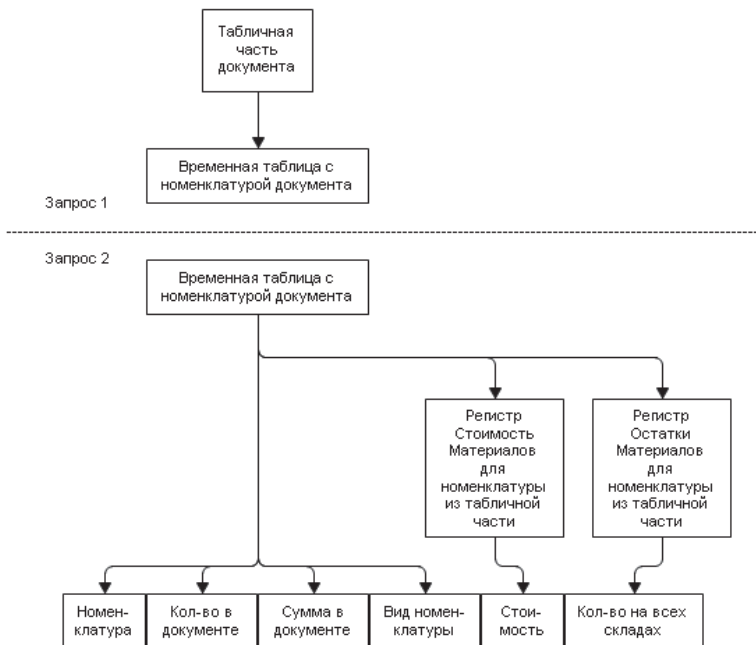 Табличная
часть
документа
Временная таблица с
номенклатурой документа
Запрос 1
Запрос 2
Временная таблица с
номенклатурой документа
Регистр
Стоимость
Материалов
для
номенклатуры
из табличной
части
Регистр
Остатки
Материалов
для
номенклатуры
из табличной
части
Номен-
клатура
Кол-во в
документе
Сумма в
документе
Вид номен-
клатуры
Стои-
мость
Кол-во на всех
складах